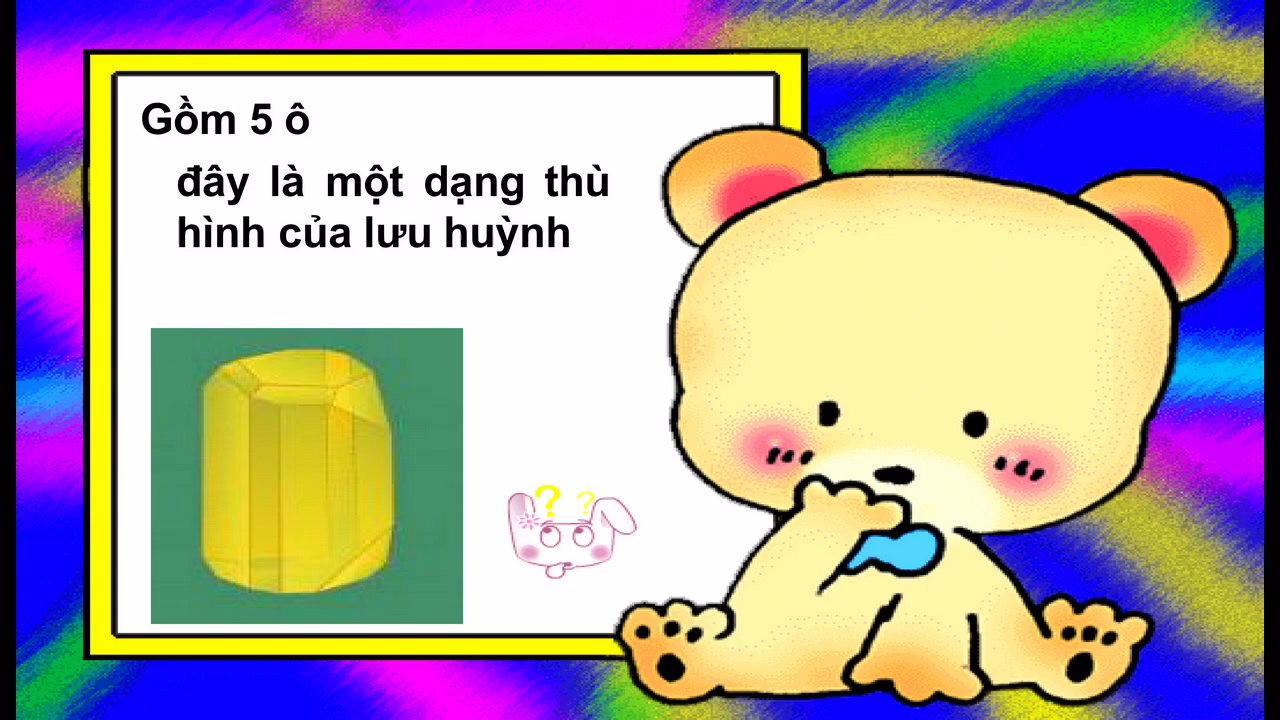 Gồm 5 ô
đây là một dạng thù
hình của lưu huỳnh
? ?